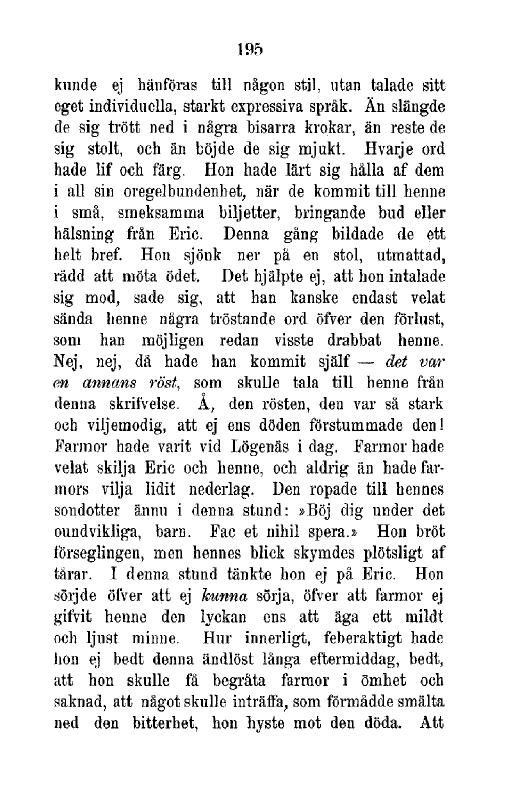 195
kunde ej hänföras till någon stil, utan talade sitt
eget individuella, starkt expressiva språk. Än slängde
de sig trött ned i några bisarra krokar, än reste de
sig stolt, och än böjde de sig mjukt. Hvarje ord
hade lif och färg. Hon hade lärt sig hålla af dem
i all sin oregelbundenhet, när de kommit till henne
i små, smeksamma biljetter, bringande bud eller
hälsning från Eric. Denna gång bildade de ett
helt bref. Hon sjönk ner på en stol, utmattad,
rädd att möta ödet. Det hjälpte ej, att hon intalade
sig mod, sade sig, att han kanske endast velat
sända henne några tröstande ord öfver den förlust,
som han möjligen redan visste drabbat henne.
Nej, nej, då hade han kommit själf — det var
en annans röst, som skulle tala till henne från
denna skrifvelse. Å, den rösten, den var så stark
och viljemodig, att ej ens döden förstummade den!
Farmor hade varit vid Lögenäs i dag. Farmor hade
velat skilja Eric och henne, och aldrig än hade far-
mors vilja lidit nederlag. Den ropade till hennes
sondotter ännu i denna stund: »Böj dig under det
oundvikliga, barn. Fac et nihil spera.» Hon bröt
förseglingen, men hennes blick skymdes plötsligt af
tårar. I denna stund tänkte hon ej på Eric. Hon
sörjde öfver att ej kunna sörja, öfver att farmor ej
gifvit henne den lyckan ens att äga ett mildt
och ljust minne. Hur innerligt, feberaktigt hade
hon ej bedt denna ändlöst långa eftermiddag, bedt,
att hon skulle få begråta farmor i ömhet och
saknad, att något skulle inträffa, som förmådde smälta
ned den bitterhet, hon hyste mot den döda. Att